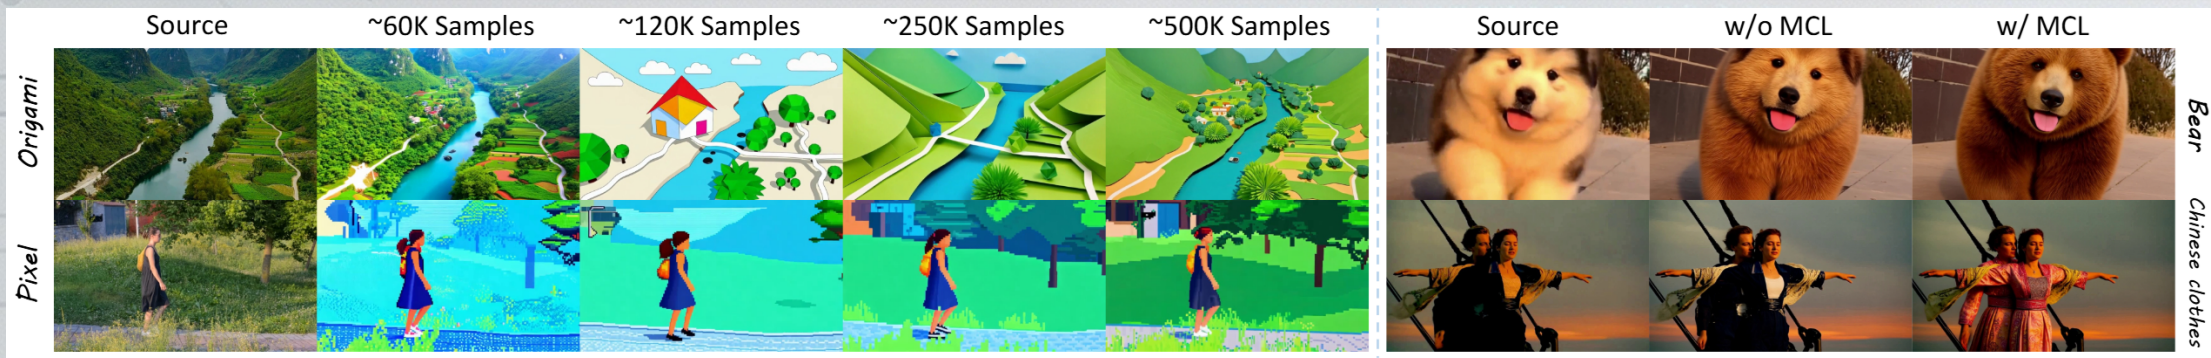 Source ~60K Samples ~120K Samples ~250K Samples ~500K Samples Source w/o MCL w/ MCL
Origami
Bear
Pixel
Chinese clothes